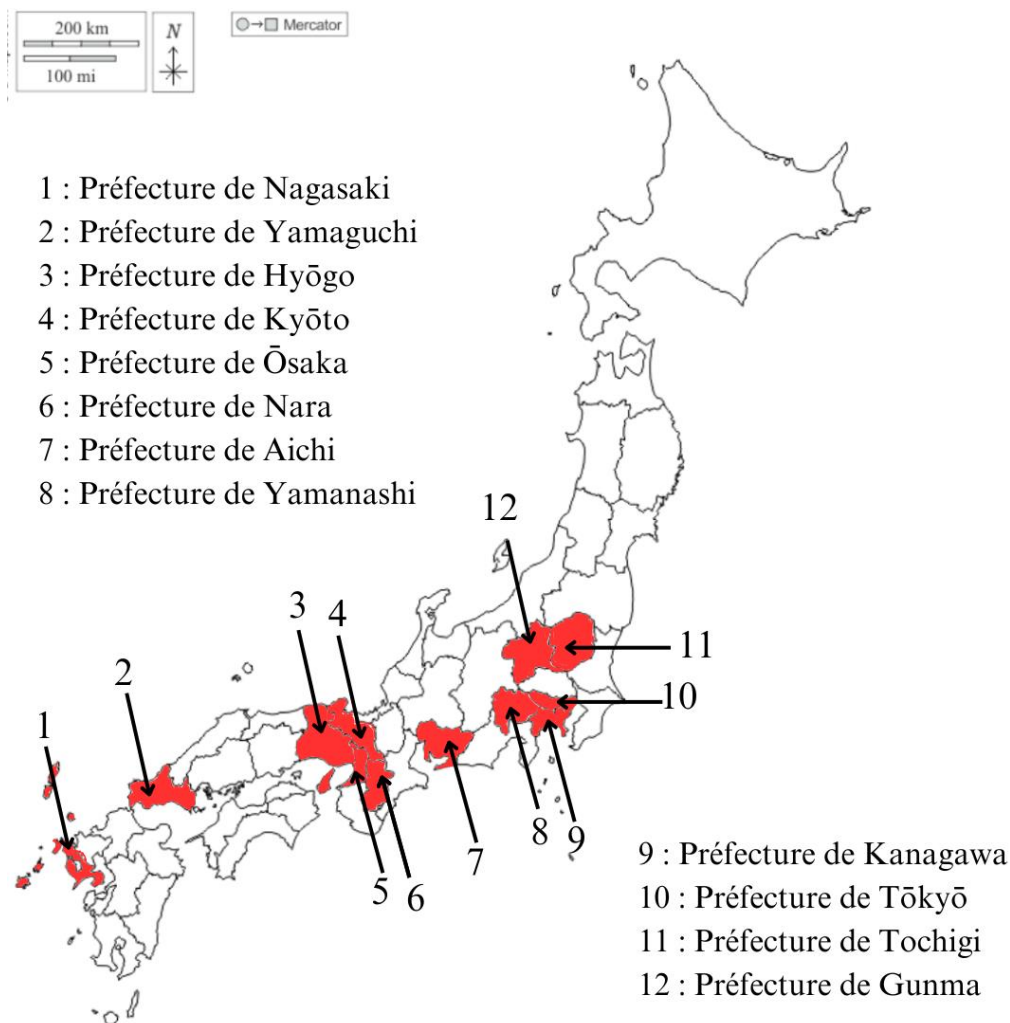 200 km
100 mi
N
Mercator
1 : Préfecture de Nagasaki
2 : Préfecture de Yamaguchi
3 : Préfecture de Hyōgo
4 : Préfecture de Kyōto
5 : Préfecture de Ōsaka
6 : Préfecture de Nara
7 : Préfecture de Aichi
8 : Préfecture de Yamanashi
12
3
4
11
2
10
1
8
9
7
5
6
9 : Préfecture de Kanagawa
10 : Préfecture de Tōkyō
11 : Préfecture de Tochigi
12 : Préfecture de Gunma